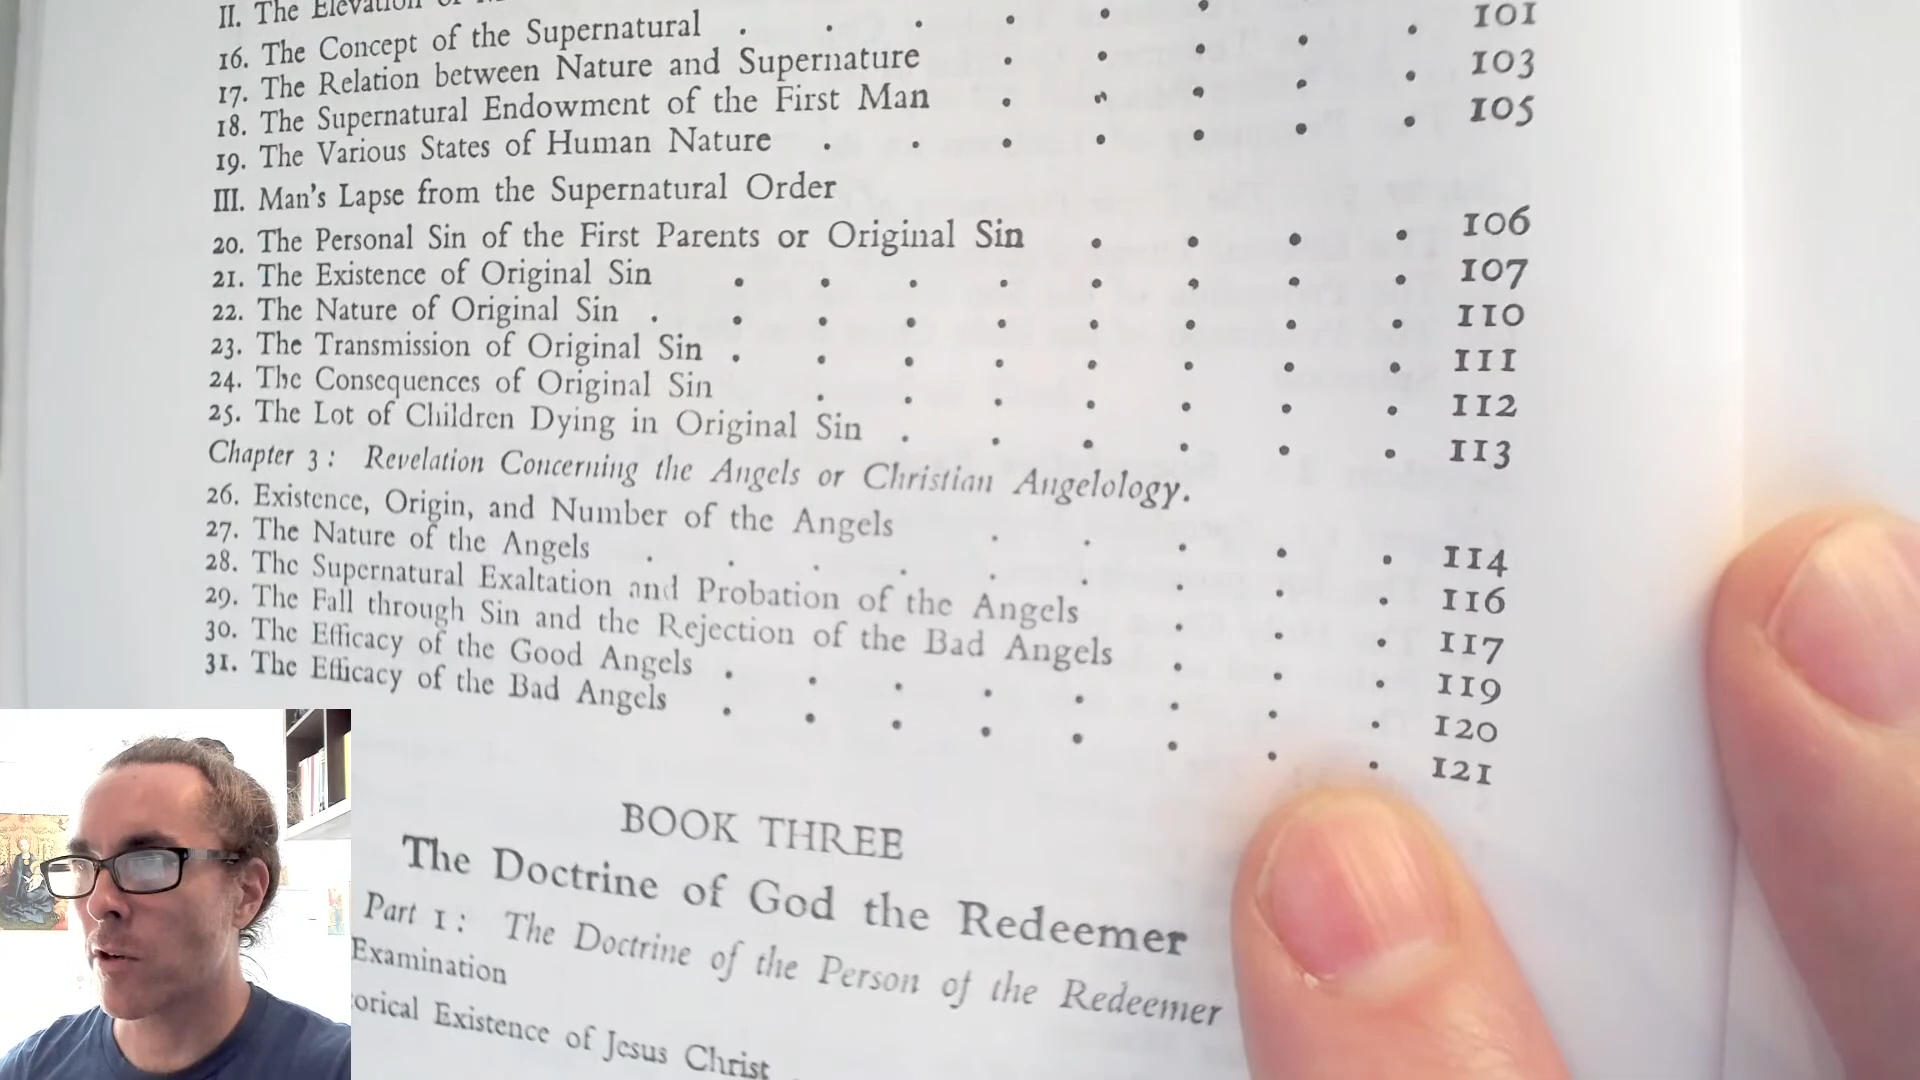 II. The Elevation of
16. The Concept of the Supernatural . . . . . . 101
17. The Relation between Nature and Supernature . . . . . 103
18. The Supernatural Endowment of the First Man . . . . . 105
19. The Various States of Human Nature . . . . . . .
III. Man's Lapse from the Supernatural Order
20. The Personal Sin of the First Parents or Original Sin . . . . 106
21. The Existence of Original Sin . . . . . . . . 107
22. The Nature of Original Sin . . . . . . . . . 110
23. The Transmission of Original Sin . . . . . . . . 111
24. The Consequences of Original Sin . . . . . . . 112
25. The Lot of Children Dying in Original Sin . . . . . . 113
Chapter 3 : Revelation Concerning the Angels or Christian Angelology.
26. Existence, Origin, and Number of the Angels . . . . . 114
27. The Nature of the Angels . . . . . . . . . 116
28. The Supernatural Exaltation and Probation of the Angels . . . 117
29. The Fall through Sin and the Rejection of the Bad Angels . . . 119
30. The Efficacy of the Good Angels . . . . . . . . 120
31. The Efficacy of the Bad Angels . . . . . . . . 121
BOOK THREE
The Doctrine of God the Redeemer
Part 1 : The Doctrine of the Person of the Redeemer
Examination
orical Existence of Jesus Christ